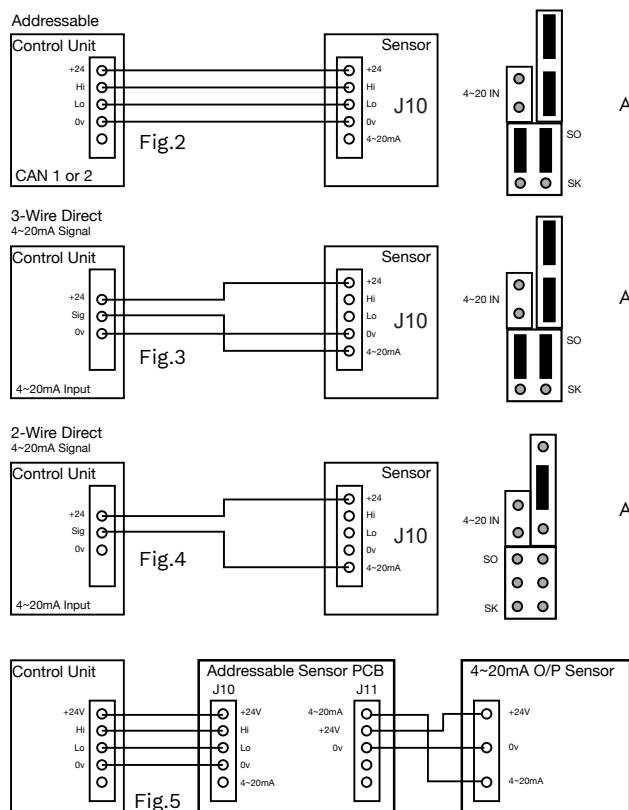 Addressable
Control Unit
+24
Hi
Lo
0v
CAN 1 or 2
Fig.2
Sensor
+24
Hi
Lo
0v
4~20mA
J10
4~20 IN
SO
SK
A
3-Wire Direct
4~20mA Signal
Control Unit
+24
Sig
0v
4~20mA Input
Fig.3
Sensor
+24
Hi
Lo
0v
4~20mA
J10
4~20 IN
SO
SK
A
2-Wire Direct
4~20mA Signal
Control Unit
+24
Sig
0v
4~20mA Input
Fig.4
Sensor
+24
Hi
Lo
0v
4~20mA
J10
4~20 IN
SO
SK
A
Control Unit
+24V
Hi
Lo
0v
Fig.5
Addressable Sensor PCB
J10
+24V
Hi
Lo
0v
4~20mA
J11
4~20mA
+24V
0v
4~20mA O/P Sensor
+24V
0v
4~20mA